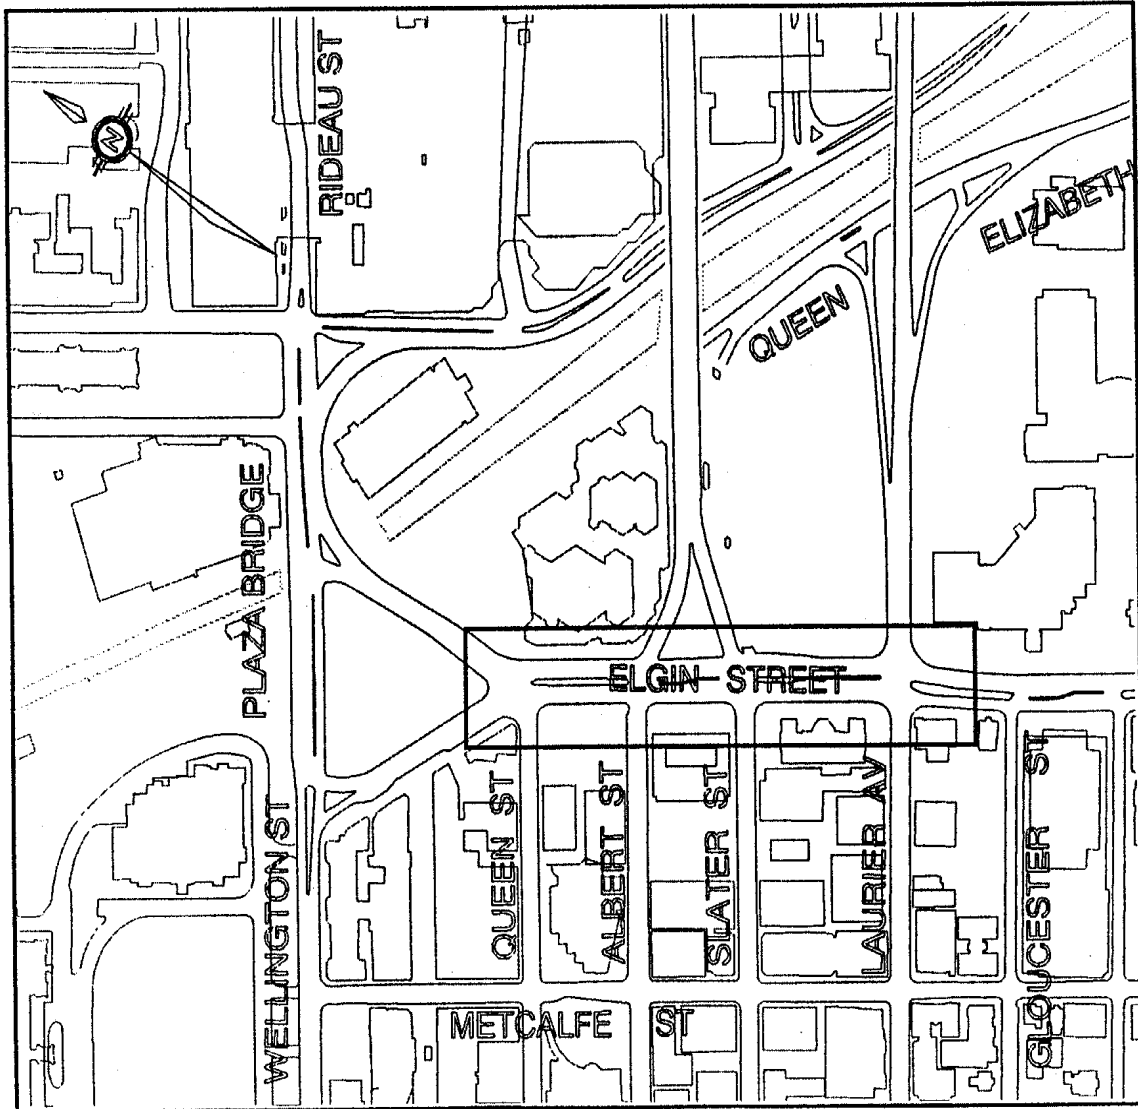 RIDEAU ST
N
ELIZABETH
QUEEN
PLAZA BRIDGE
ELGIN STREET
WELLINGTON ST
QUEEN ST
ALBERT ST
SLATER ST
LAURIER AV
GLOUCESTER ST
METCALFE ST